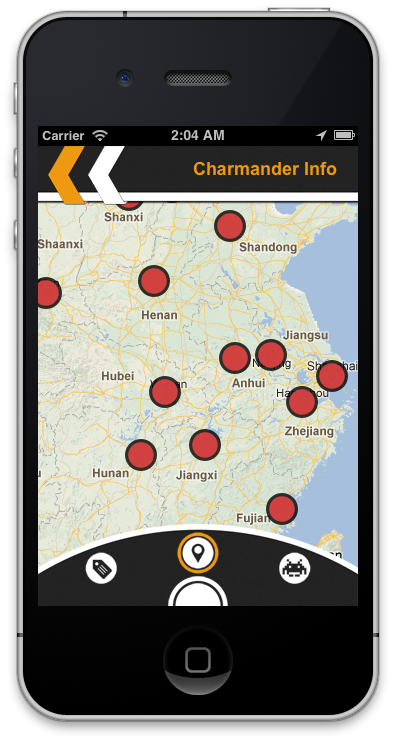 Carrier 2:04 AM
Charmander Info
Shanxi
Shaanxi
Shandong
Henan
Jiangsu
Hubei
Anhui
Zhejiang
Hunan
Jiangxi
Fujian